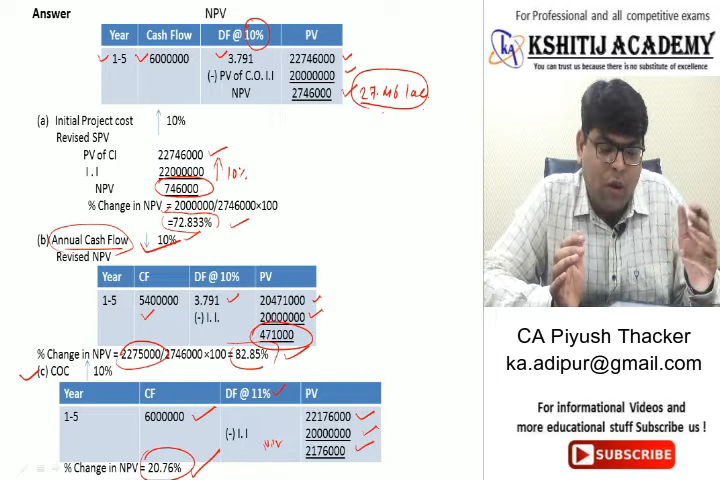 Answer
NPV
Year Cash Flow DF @ 10% PV
1-5 6000000 3.791 22746000
(-) PV of C.O. I.I 20000000
NPV 2746000
27.46 lac
(a) Initial Project cost 10%
Revised SPV
PV of CI 22746000
I . I 22000000
10%
NPV 746000
% Change in NPV = 2000000/2746000×100
=72.833%
(b) Annual Cash Flow 10%
Revised NPV
Year CF DF @ 10% PV
1-5 5400000 3.791 20471000
(-) I. I. 20000000
471000
% Change in NPV = 2275000/2746000 ×100 = 82.85%
(c) COC 10%
Year CF DF @ 11% PV
1-5 6000000 22176000
(-) I. I 20000000
NPV 2176000
% Change in NPV = 20.76%
For Professional and all competitive exams
KA
KSHITIJ ACADEMY
You can trust us because there is no substitute of excellence
CA Piyush Thacker
ka.adipur@gmail.com
For informational Videos and
more educational stuff Subscribe us !
SUBSCRIBE